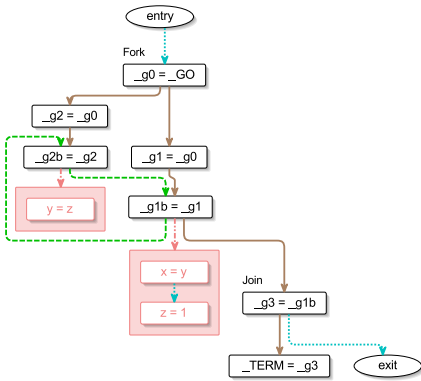 entry
Fork
_g0 = _GO
_g2 = _g0
_g2b = _g2
_g1 = _g0
y = z
_g1b = _g1
x = y
z = 1
Join
_g3 = _g1b
_TERM = _g3
exit